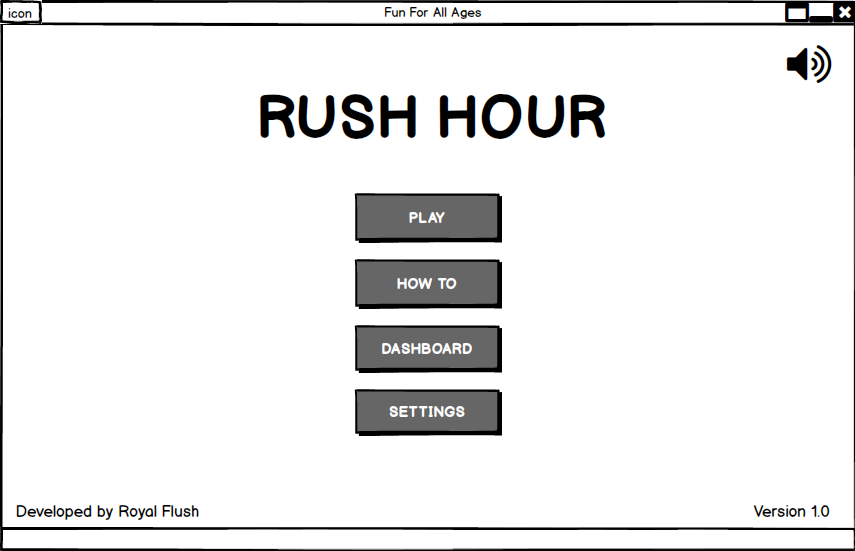 icon
Fun For All Ages
RUSH HOUR
PLAY
HOW TO
DASHBOARD
SETTINGS
Developed by Royal Flush
Version 1.0